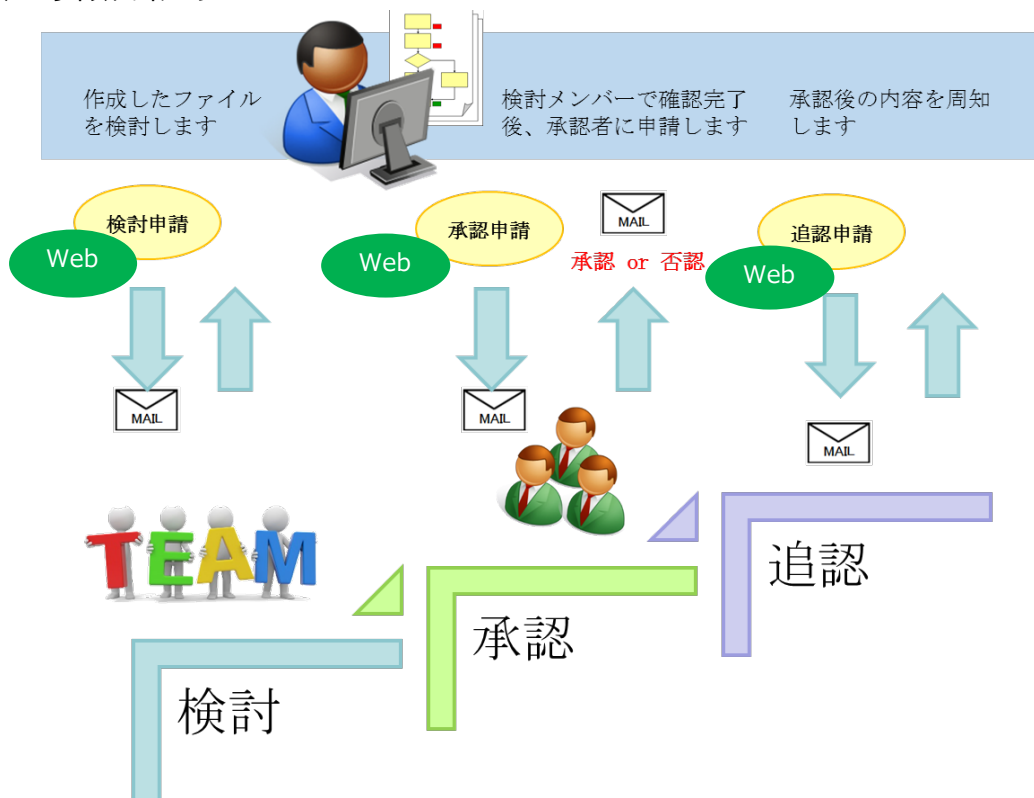 作成したファイル
を検討します
検討メンバーで確認完了
後、承認者に申請します
承認後の内容を周知
します
検討申請
Web
承認申請
Web
MAIL
承認 or 否認
追認申請
Web
MAIL
MAIL
MAIL
TEAM
追認
承認
検討